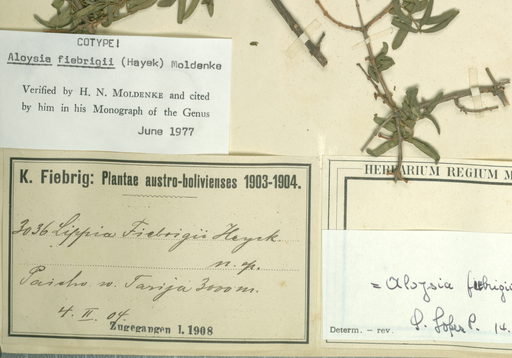 COTYPE!
Aloysia fiebrigii (Hayek) Moldenke
Verified by H. N. MOLDENKE and cited
by him in his Monograph of the Genus
June 1977
K. Fiebrig: Plantae austro-bolivienses 1903-1904.
3036 Lippia Fiebrigii Hayek
n. sp.
w. Tarija 3000 m.
4. II. 04.
Zugegangen 1. 1908
HERBARIUM REGIUM M
= Aloysia fiebrigii
Determ. – rev. S. López P. 14.